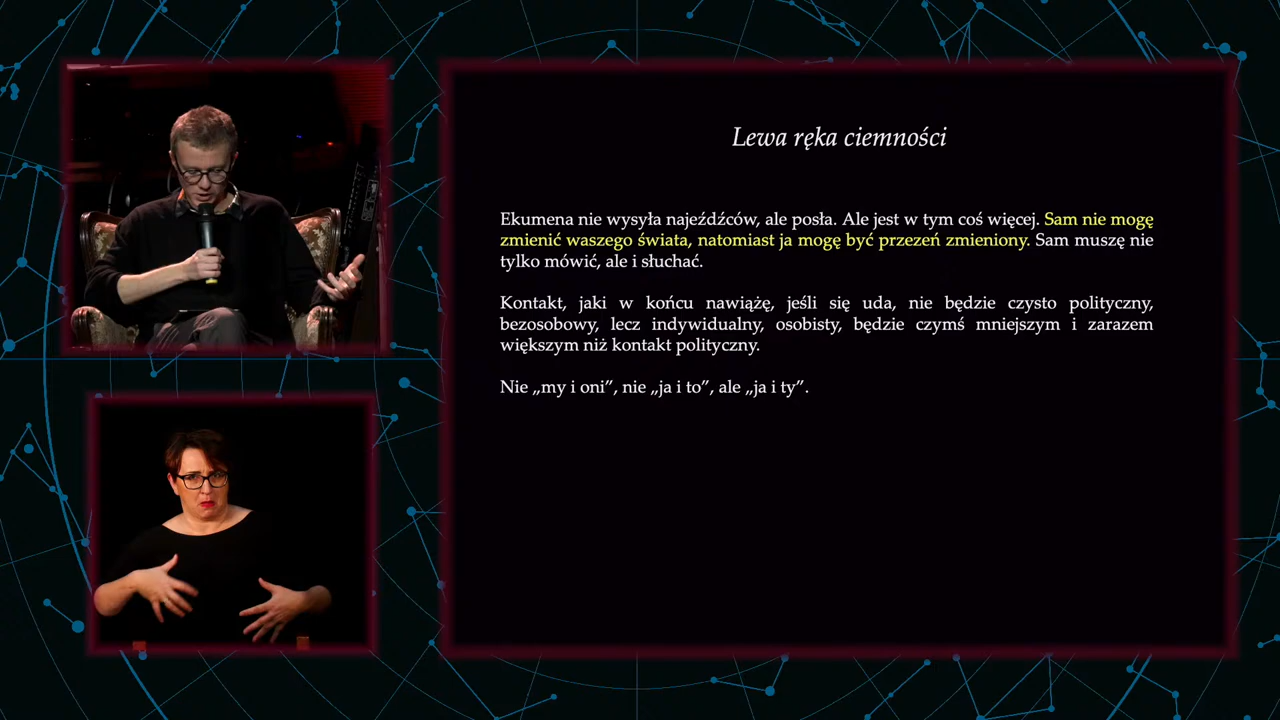 Lewa ręka ciemności
Ekumena nie wysyła najeźdźców, ale posła. Ale jest w tym coś więcej. Sam nie mogę
zmienić waszego świata, natomiast ja mogę być przezeń zmieniony. Sam muszę nie
tylko mówić, ale i słuchać.
Kontakt, jaki w końcu nawiążę, jeśli się uda, nie będzie czysto polityczny,
bezosobowy, lecz indywidualny, osobisty, będzie czymś mniejszym i zarazem
większym niż kontakt polityczny.
Nie „my i oni”, nie „ja i to”, ale „ja i ty”.